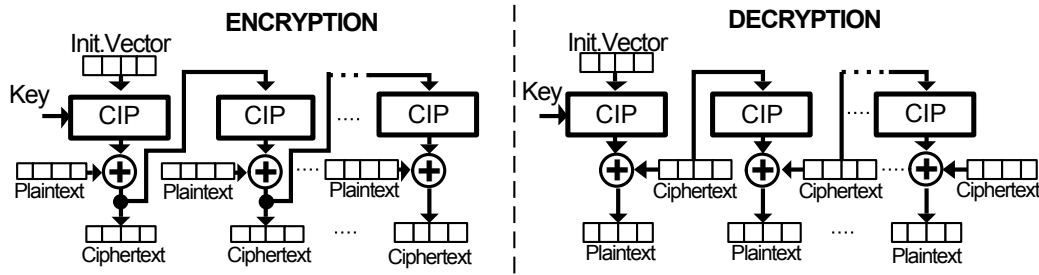 ENCRYPTION
DECRYPTION
Init.Vector
Init.Vector
Key
CIP
CIP
....
CIP
Key
CIP
CIP
....
CIP
Plaintext
Plaintext
....
Plaintext
Ciphertext
Ciphertext
....
Ciphertext
Ciphertext
Ciphertext
....
Ciphertext
Plaintext
Plaintext
....
Plaintext